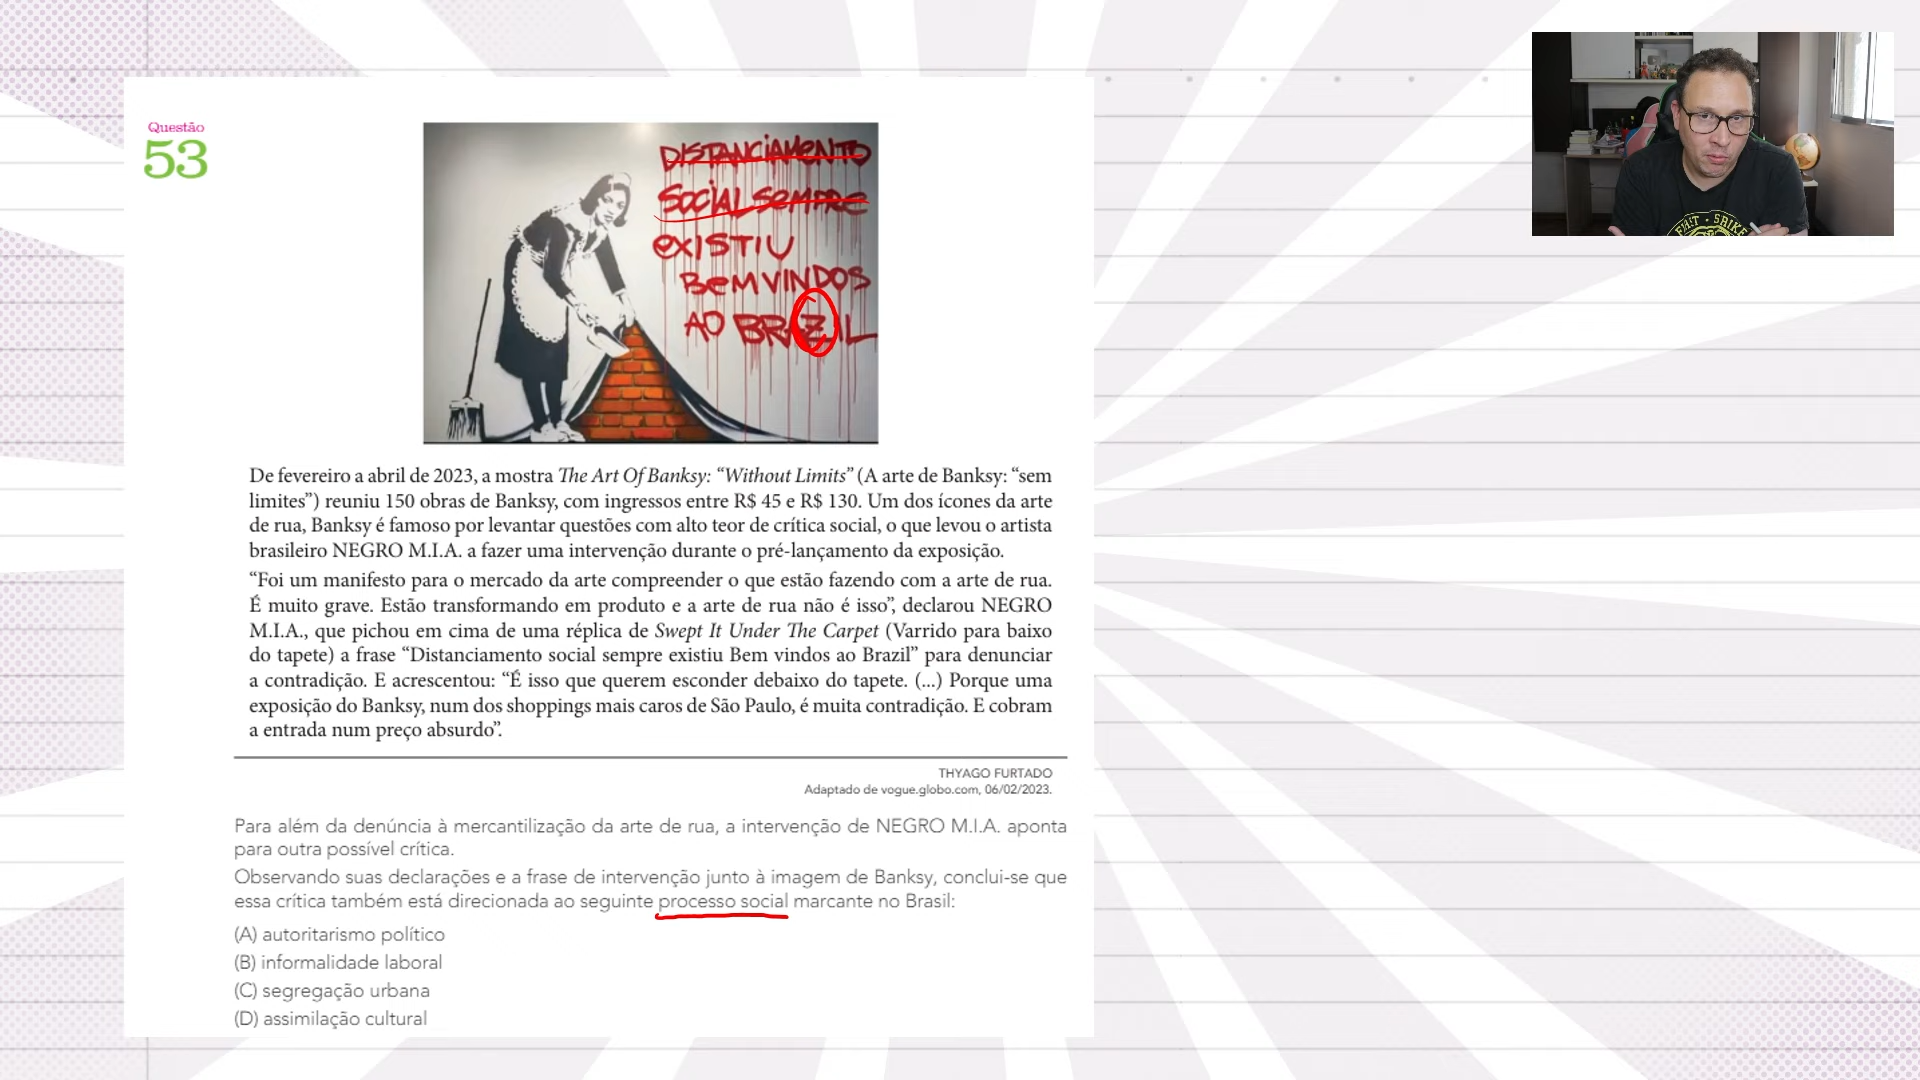 Questão
53
DISTANCIAMENTO
SOCIAL SEMPRE
EXISTIU
BEM VINDOS
AO BRAZIL
De fevereiro a abril de 2023, a mostra The Art Of Banksy: “Without Limits” (A arte de Banksy: “sem
limites”) reuniu 150 obras de Banksy, com ingressos entre R$ 45 e R$ 130. Um dos ícones da arte
de rua, Banksy é famoso por levantar questões com alto teor de crítica social, o que levou o artista
brasileiro NEGRO M.I.A. a fazer uma intervenção durante o pré-lançamento da exposição.
“Foi um manifesto para o mercado da arte compreender o que estão fazendo com a arte de rua.
É muito grave. Estão transformando em produto e a arte de rua não é isso”, declarou NEGRO
M.I.A., que pichou em cima de uma réplica de Swept It Under The Carpet (Varrido para baixo
do tapete) a frase “Distanciamento social sempre existiu Bem vindos ao Brazil” para denunciar
a contradição. E acrescentou: “É isso que querem esconder debaixo do tapete. (...) Porque uma
exposição do Banksy, num dos shoppings mais caros de São Paulo, é muita contradição. E cobram
a entrada num preço absurdo”.
THYAGO FURTADO
Adaptado de vogue.globo.com, 06/02/2023.
Para além da denúncia à mercantilização da arte de rua, a intervenção de NEGRO M.I.A. aponta
para outra possível crítica.
Observando suas declarações e a frase de intervenção junto à imagem de Banksy, conclui-se que
essa crítica também está direcionada ao seguinte processo social marcante no Brasil:
(A) autoritarismo político
(B) informalidade laboral
(C) segregação urbana
(D) assimilação cultural